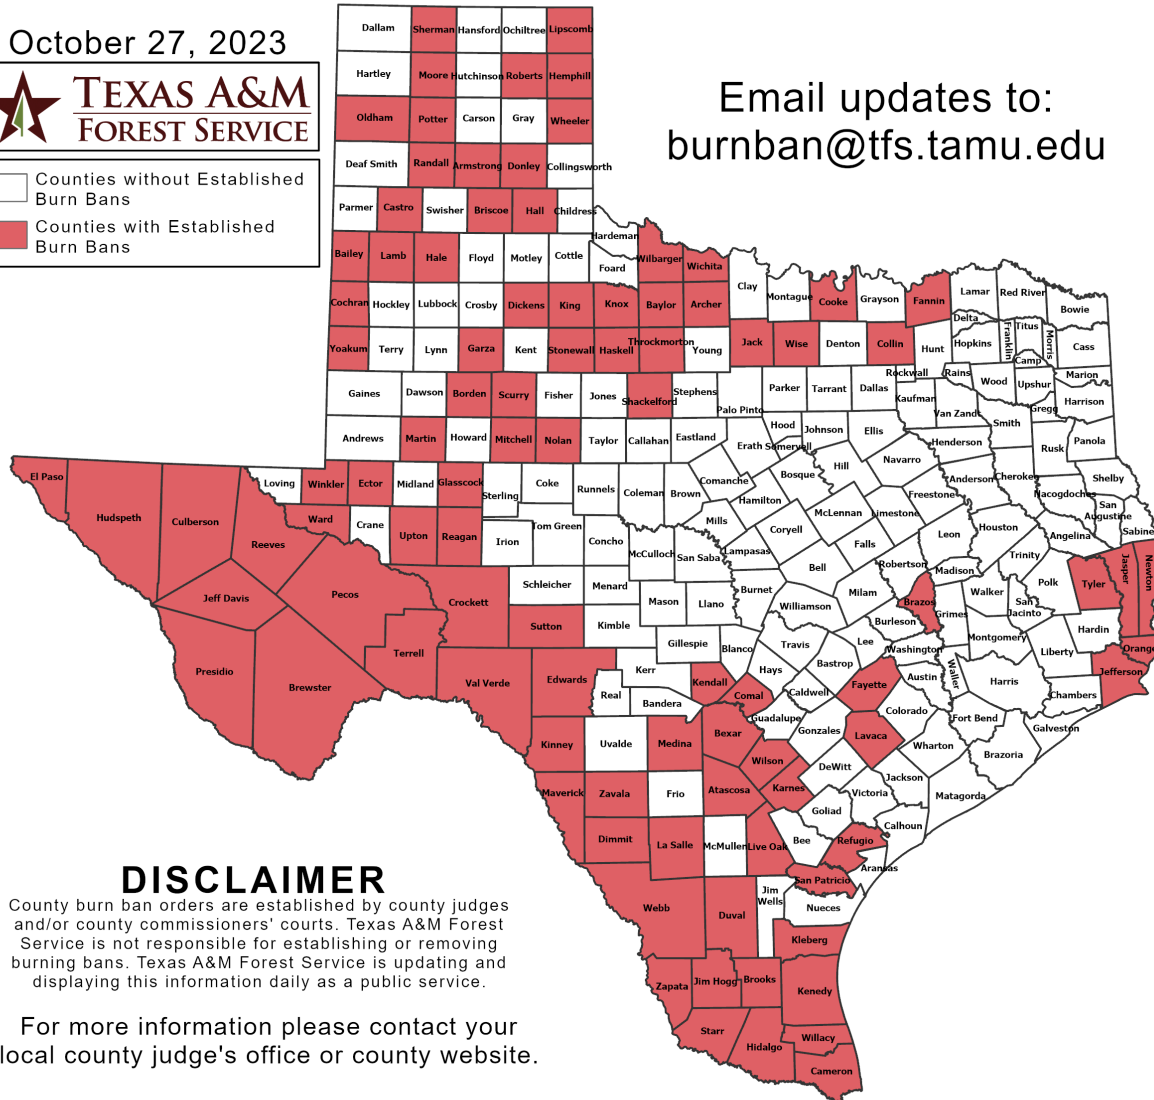 October 27, 2023
TEXAS A&M
FOREST SERVICE
Counties without Established
Burn Bans
Counties with Established
Burn Bans
Email updates to:
burnban@tfs.tamu.edu
Dallam Sherman Hansford Ochiltree Lipscomb
Hartley Moore Hutchinson Roberts Hemphill
Oldham Potter Carson Gray Wheeler
Deaf Smith Randall Armstrong Donley Collingsworth
Parmer Castro Swisher Briscoe Hall Childress
Hardeman
Bailey Lamb Hale Floyd Motley Cottle Foard Wilbarger Wichita
Clay Montague Cooke Grayson Fannin Lamar Red River Bowie
Cochran Hockley Lubbock Crosby Dickens King Knox Baylor Archer
Delta Franklin Titus Morris Cass
Yoakum Terry Lynn Garza Kent Stonewall Haskell Throckmorton Young Jack Wise Denton Collin Hunt Hopkins Camp
Rockwall Rains Wood Upshur Marion
Gaines Dawson Borden Scurry Fisher Jones Shackelford Stephens Palo Pinto Parker Tarrant Dallas Kaufman Van Zandt Smith Gregg Harrison
Andrews Martin Howard Mitchell Nolan Taylor Callahan Eastland Erath Hood Somervell Johnson Ellis Henderson Rusk Panola
El Paso Hudspeth Culberson Reeves Loving Winkler Ector Midland Glasscock Sterling Coke Runnels Coleman Brown Comanche Hamilton Bosque Hill Navarro Freestone Anderson Cherokee Nacogdoches Shelby
San
Augustine Sabine
Ward Crane Upton Reagan Irion Tom Green Concho McCulloch San Saba Mills Lampasas Coryell McLennan Limestone Falls Leon Houston Angelina Trinity
Jeff Davis Pecos Crockett Schleicher Menard Mason Llano Burnet Bell Milam Robertson Madison Walker Polk Tyler Jasper Newton
San
Jacinto
Presidio Brewster Terrell Sutton Kimble Gillespie Blanco Williamson Travis Lee Burleson Brazos Grimes Montgomery Hardin Liberty Orange Jefferson
Val Verde Edwards Real Kerr Bandera Kendall Comal Hays Caldwell Bastrop Fayette Washington Austin Waller Harris Chambers
Kinney Uvalde Medina Bexar Guadalupe Gonzales Lavaca Colorado Wharton Fort Bend Brazoria Galveston
Maverick Zavala Frio Atascosa Wilson Karnes DeWitt Victoria Jackson Matagorda
Dimmit La Salle McMullen Live Oak Bee Goliad Refugio Calhoun Aransas
Webb Duval
Jim
Wells
San Patricio Nueces Kleberg
Zapata Jim Hogg Brooks Kenedy
Starr Hidalgo Willacy Cameron
DISCLAIMER
County burn ban orders are established by county judges
and/or county commissioners' courts. Texas A&M Forest
Service is not responsible for establishing or removing
burning bans. Texas A&M Forest Service is updating and
displaying this information daily as a public service.
For more information please contact your
local county judge's office or county website.